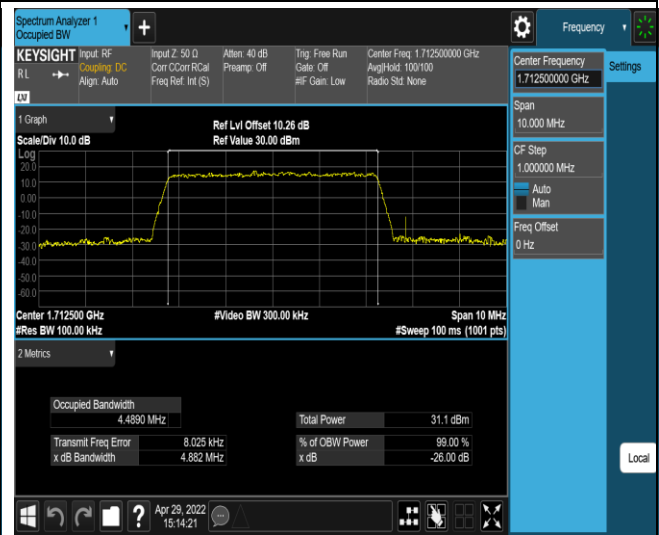 Spectrum Analyzer 1
Occupied BW
Frequency
KEYSIGHT
RL
LXI
Input: RF
Coupling: DC
Align: Auto
Input Z: 50 Ω
Corr CCorr RCal
Freq Ref: Int (S)
Atten: 40 dB
Preamp: Off
Trig: Free Run
Gate: Off
#IF Gain: Low
Center Freq: 1.712500000 GHz
Avg|Hold: 100/100
Radio Std: None
Center Frequency
1.712500000 GHz
Settings
Span
10.000 MHz
CF Step
1.000000 MHz
Auto
Man
Freq Offset
0 Hz
1 Graph
Scale/Div 10.0 dB
Ref Lvl Offset 10.26 dB
Ref Value 30.00 dBm
Log
20.0
10.0
0.00
-10.0
-20.0
-30.0
-40.0
-50.0
-60.0
Center 1.712500 GHz
#Video BW 300.00 kHz
Span 10 MHz
#Res BW 100.00 kHz
#Sweep 100 ms (1001 pts)
2 Metrics
Occupied Bandwidth
4.4890 MHz
Total Power 31.1 dBm
Transmit Freq Error 8.025 kHz
% of OBW Power 99.00 %
x dB Bandwidth 4.882 MHz
x dB -26.00 dB
Local
?
Apr 29, 2022
15:14:21